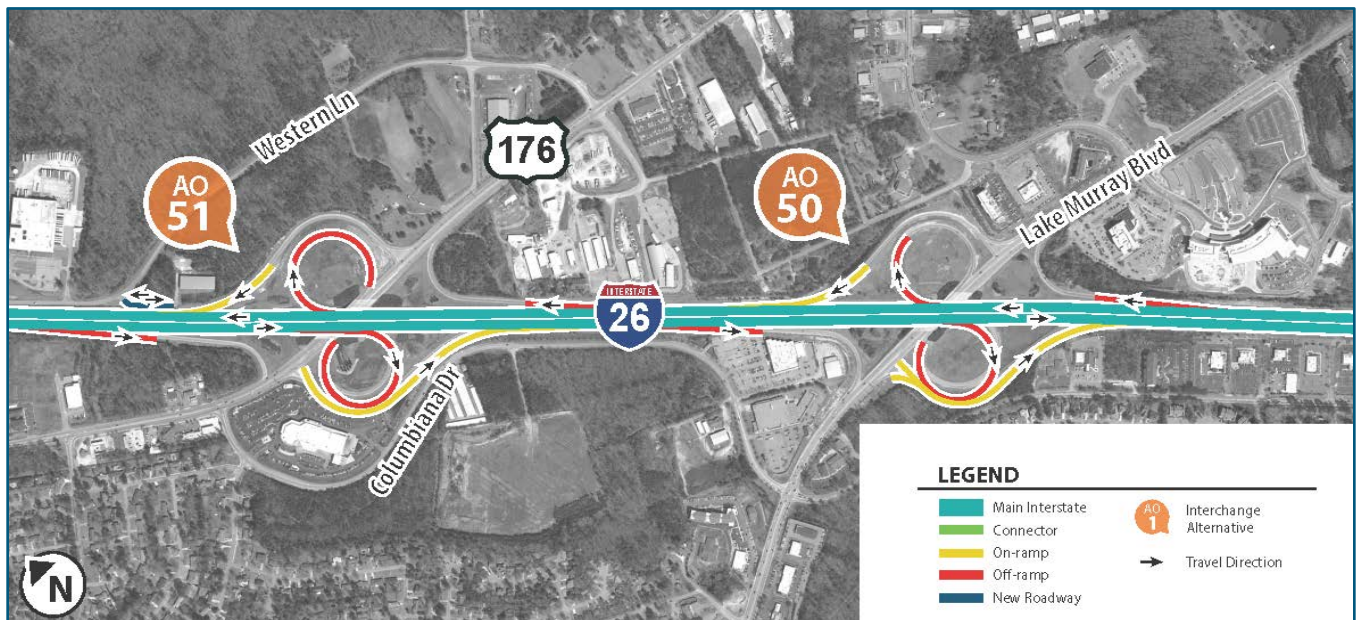 Western Ln
176
AO
51
AO
50
Lake Murray Blvd
INTERSTATE
26
Columbiana Dr
N
LEGEND
Main Interstate
Connector
On-ramp
Off-ramp
New Roadway
AO
1
Interchange
Alternative
Travel Direction